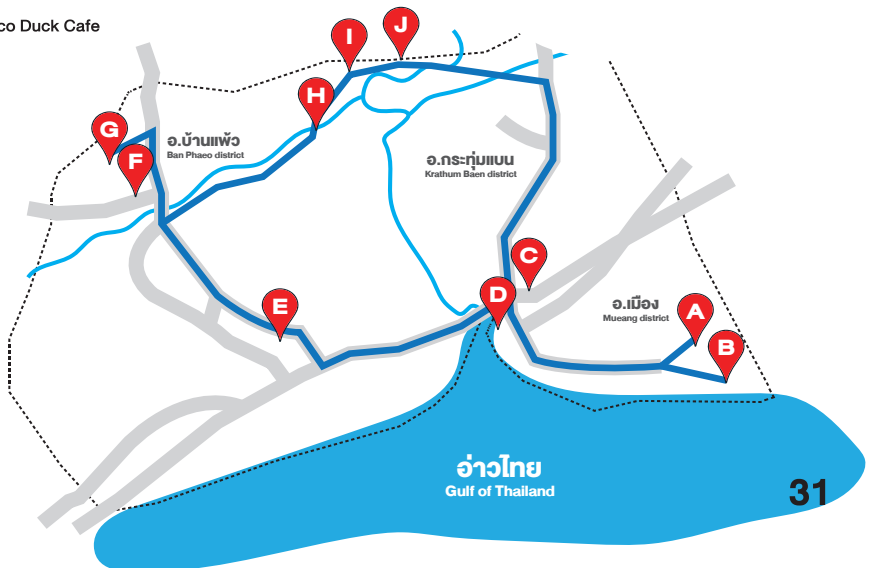 co Duck Cafe
I
J
H
G
F
อ.บ้านแพ้ว
Ban Phaeo district
อ.กระทุ่มแบน
Krathum Baen district
C
D
E
อ.เมือง
Mueang district
A
B
อ่าวไทย
Gulf of Thailand
31